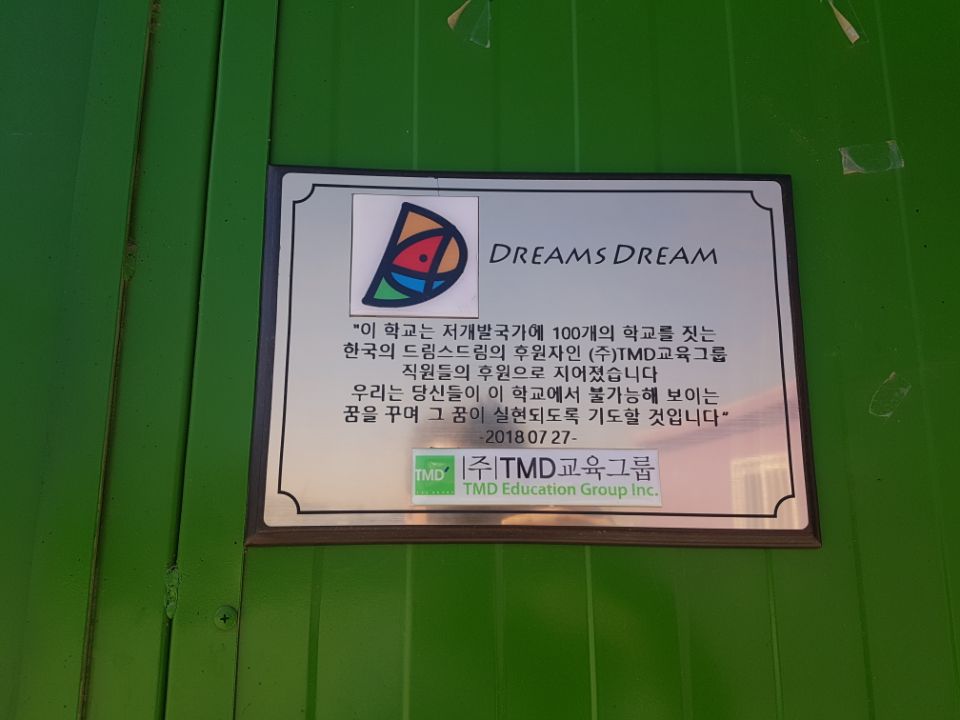 DREAMS DREAM
"이 학교는 저개발국가에 100개의 학교를 짓는
한국의 드림스드림의 후원자인 (주)TMD교육그룹
직원들의 후원으로 지어졌습니다
우리는 당신들이 이 학교에서 불가능해 보이는
꿈을 꾸며 그 꿈이 실현되도록 기도할 것입니다"
-2018 07 27-
TMD
|주|TMD교육그룹
TMD Education Group Inc.